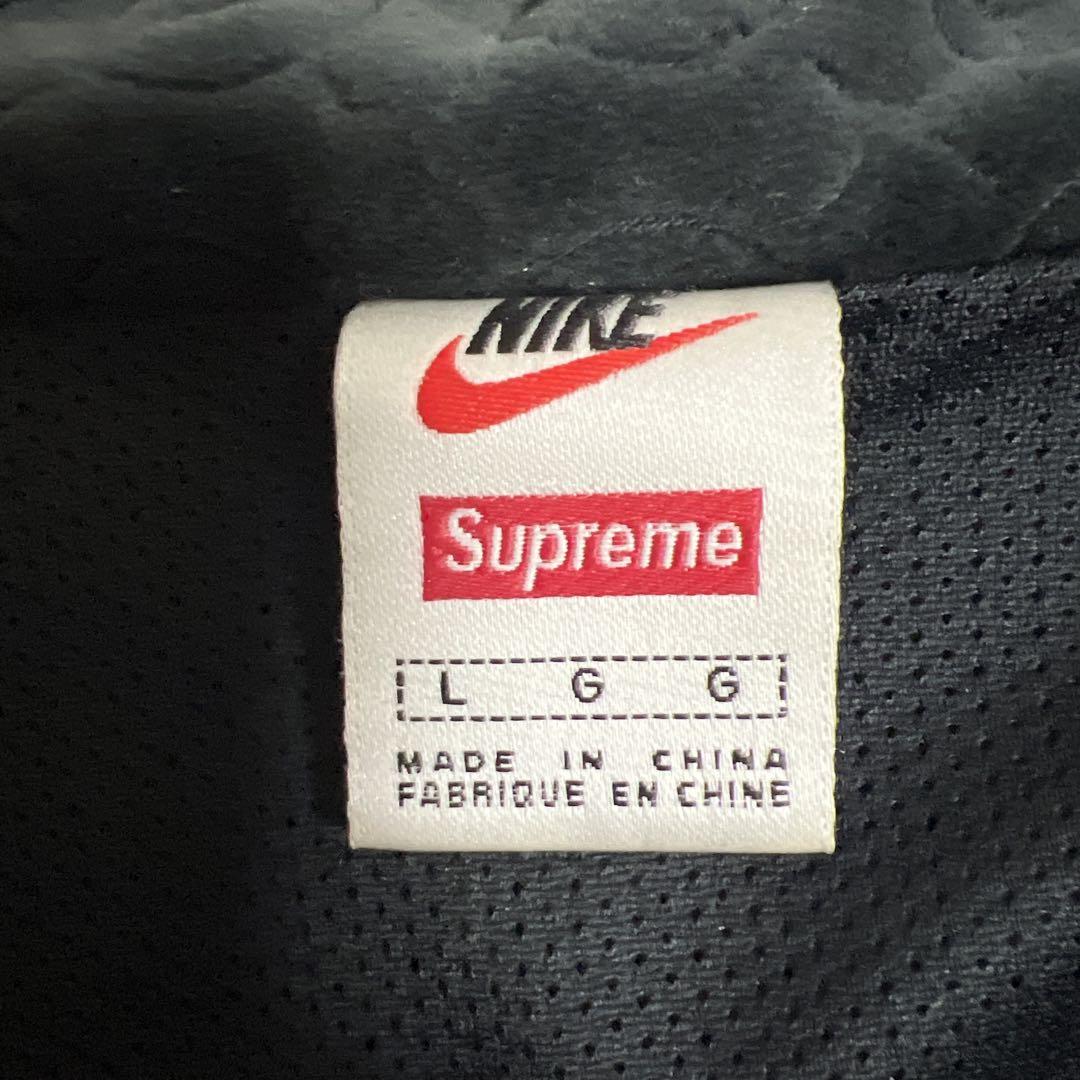 NIKE
Supreme
L G G
MADE IN CHINA
FABRIQUE EN CHINE